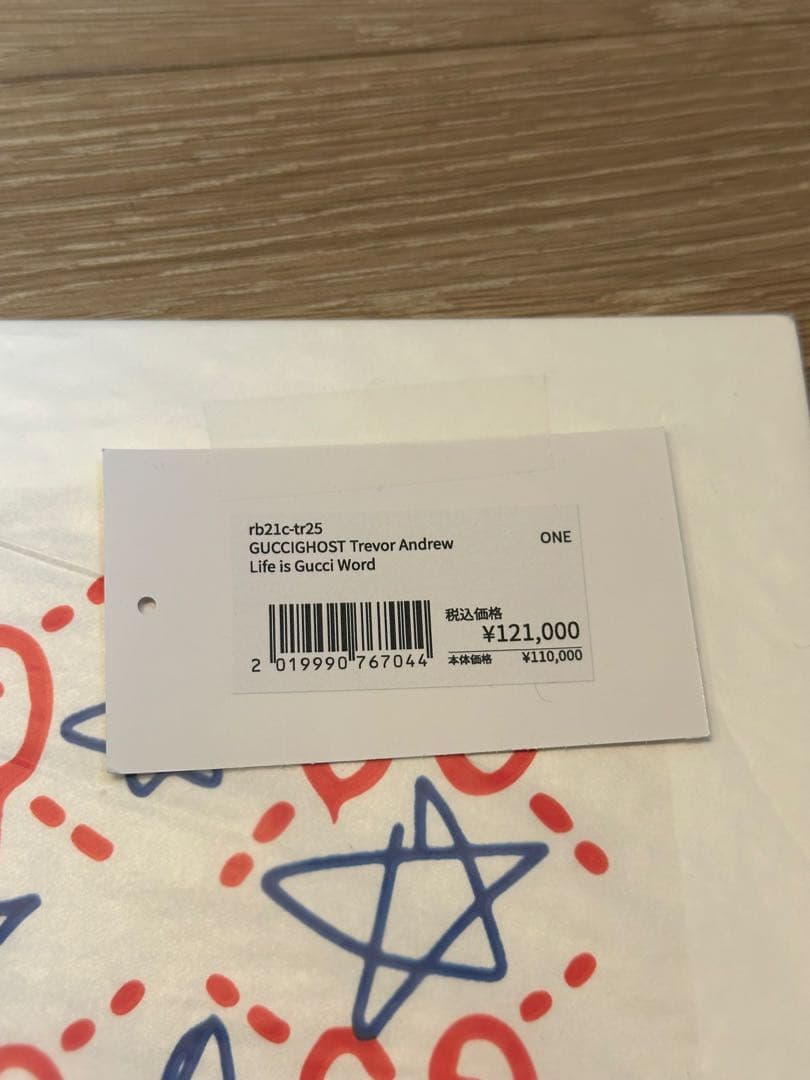 rb21c-tr25
GUCCIGHOST Trevor Andrew
Life is Gucci Word
ONE
税込価格
¥121,000
本体価格 ¥110,000
2 019990 767044